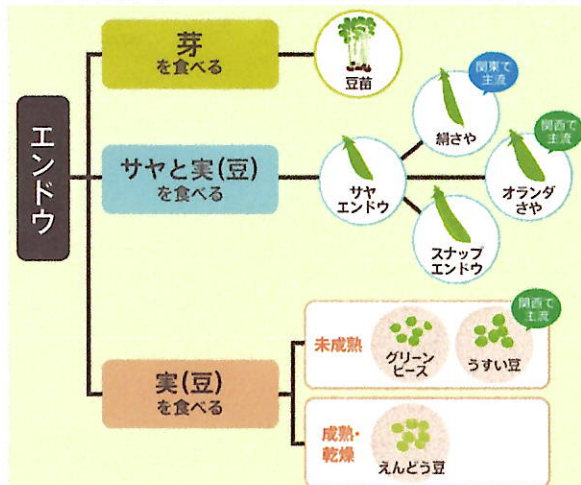 エンドウ
芽
を食べる
豆苗
サヤと実(豆)
を食べる
サヤ
エンドウ
関東で
主流
絹さや
関西で
主流
オランダ
さや
スナップ
エンドウ
実(豆)
を食べる
未成熟
グリーン
ピース
関西で
主流
うすい豆
成熟・
乾燥
えんどう豆